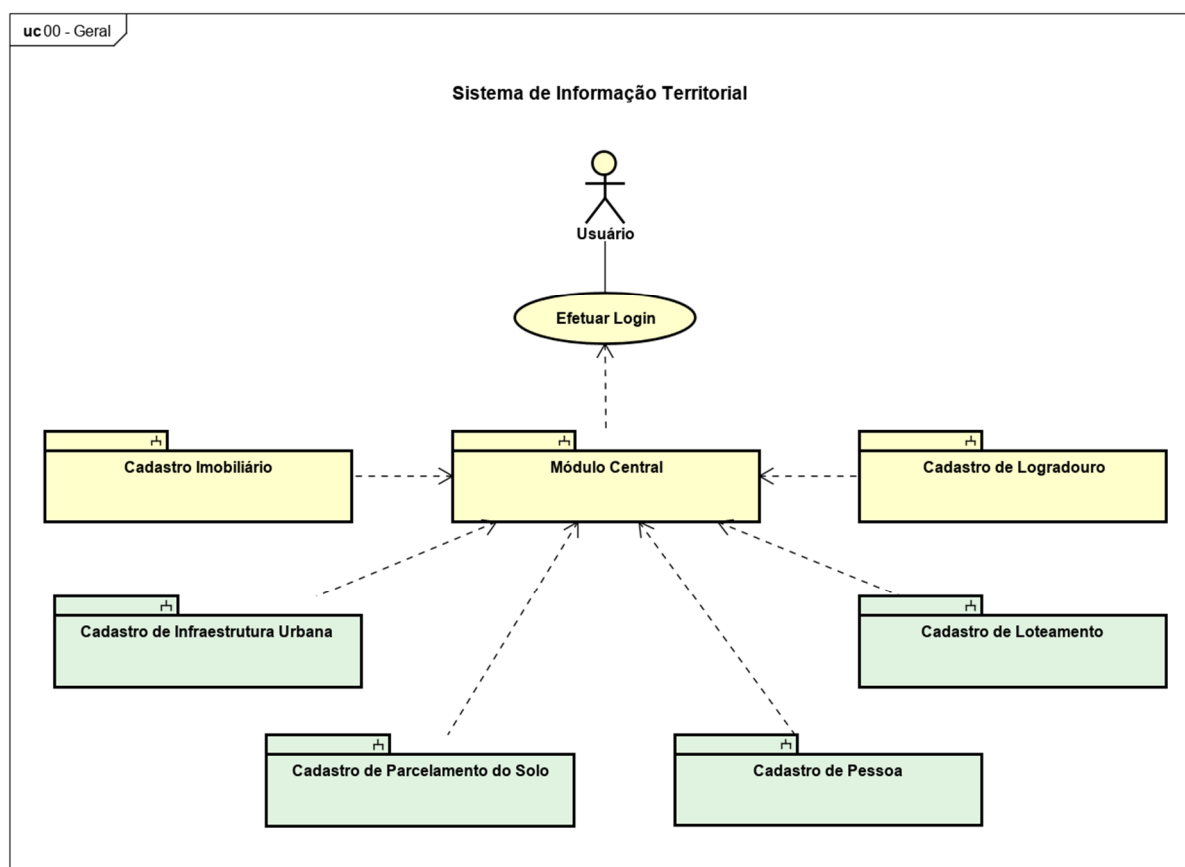 uc 00 - Geral
Sistema de Informação Territorial
Usuário
Efetuar Login
Cadastro Imobiliário
Módulo Central
Cadastro de Logradouro
Cadastro de Infraestrutura Urbana
Cadastro de Loteamento
Cadastro de Parcelamento do Solo
Cadastro de Pessoa